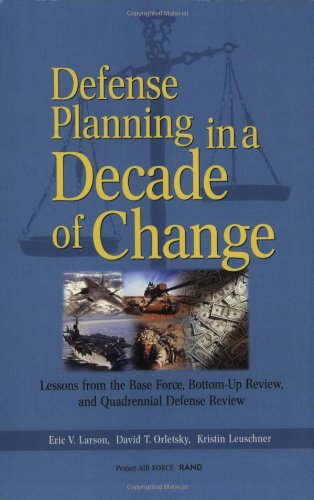 Defense
Planning in a
Decade
of Change
Lessons from the Base Force, Bottom-Up Review,
and Quadrennial Defense Review
Eric V. Larson, David T. Orletsky, Kristin Leuschner
Project AIR FORCE RAND